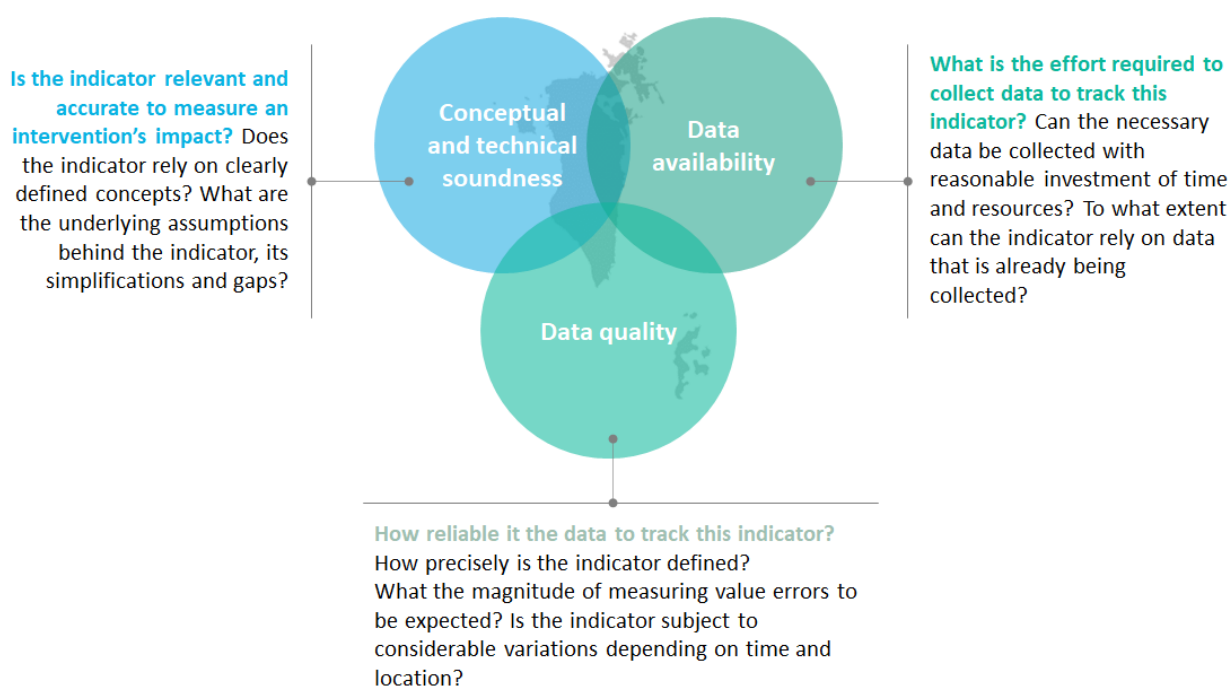 Is the indicator relevant and
accurate to measure an
intervention's impact? Does
the indicator rely on clearly
defined concepts? What are
the underlying assumptions
behind the indicator, its
simplifications and gaps?
Conceptual
and technical
soundness
Data
availability
What is the effort required to
collect data to track this
indicator? Can the necessary
data be collected with
reasonable investment of time
and resources? To what extent
can the indicator rely on data
that is already being
collected?
Data quality
How reliable it the data to track this indicator?
How precisely is the indicator defined?
What the magnitude of measuring value errors to
be expected? Is the indicator subject to
considerable variations depending on time and
location?